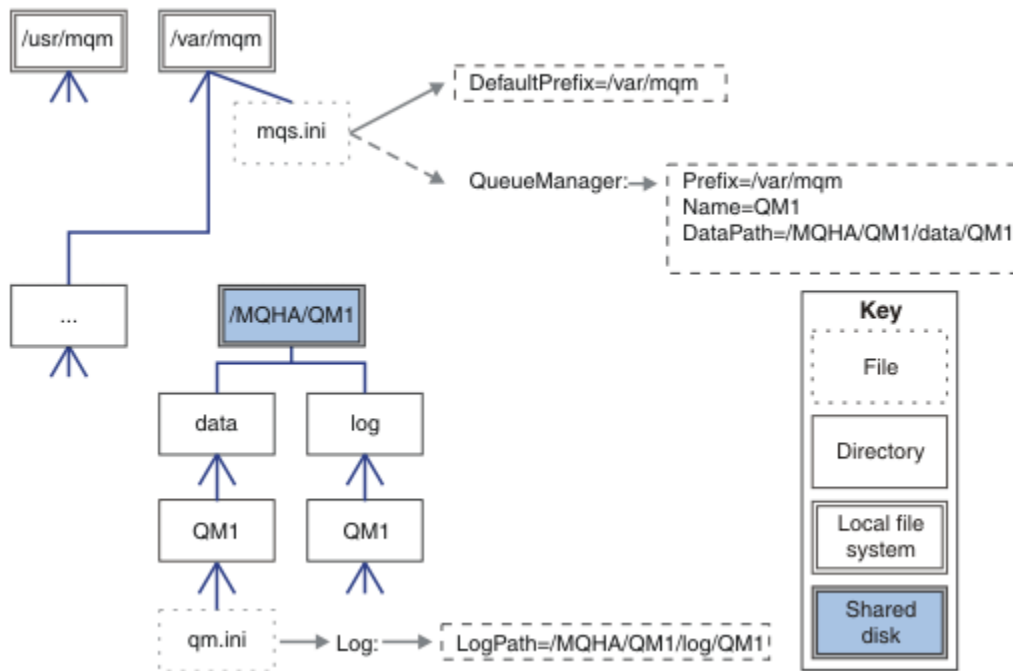 /usr/mqm
/var/mqm
mqs.ini
DefaultPrefix=/var/mqm
QueueManager:
Prefix=/var/mqm
Name=QM1
DataPath=/MQHA/QM1/data/QM1
...
/MQHA/QM1
data
log
QM1
QM1
qm.ini
Log:
LogPath=/MQHA/QM1/log/QM1
Key
File
Directory
Local file
system
Shared
disk